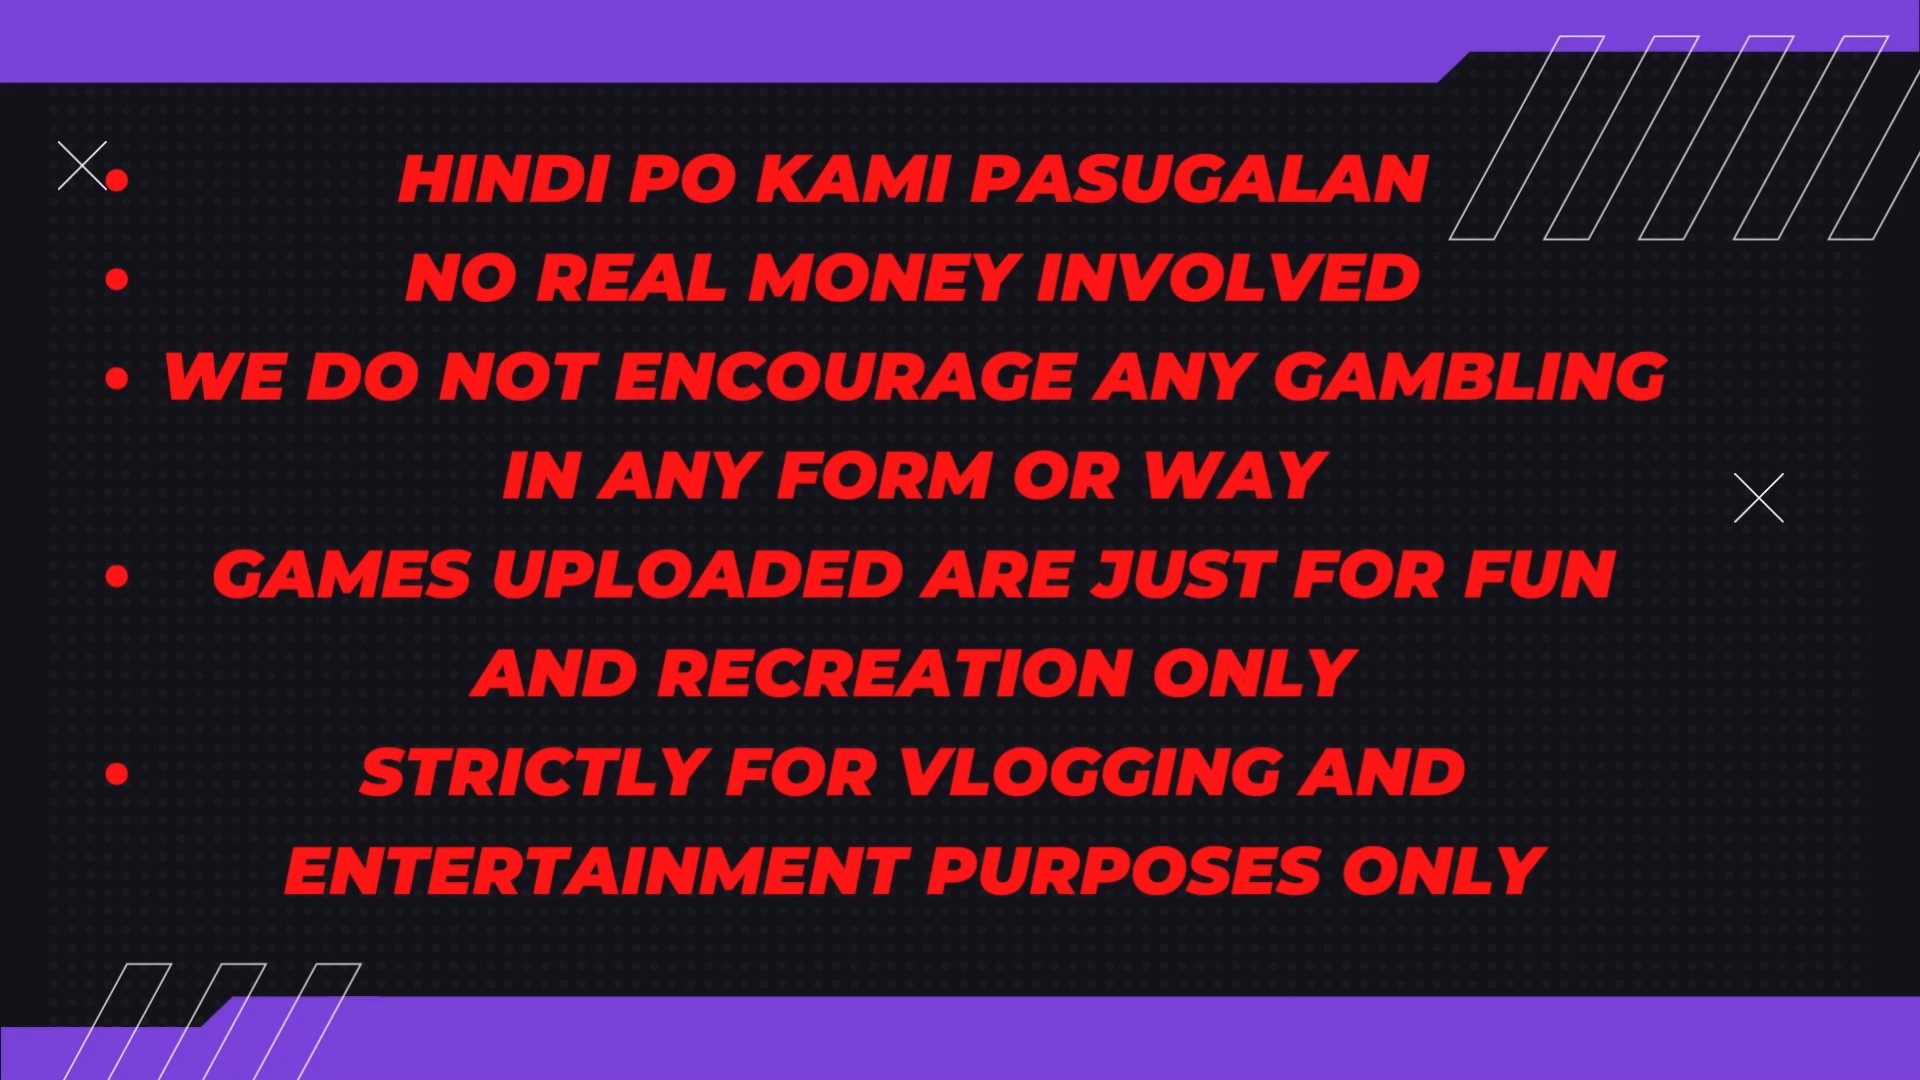 • HINDI PO KAMI PASUGALAN
• NO REAL MONEY INVOLVED
• WE DO NOT ENCOURAGE ANY GAMBLING
IN ANY FORM OR WAY
• GAMES UPLOADED ARE JUST FOR FUN
AND RECREATION ONLY
• STRICTLY FOR VLOGGING AND
ENTERTAINMENT PURPOSES ONLY